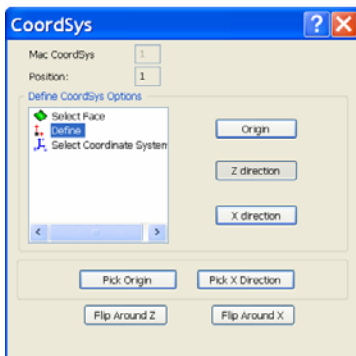 CoordSys
Mac CoordSys 1
Position: 1
Define CoordSys Options
Select Face
Define
Select Coordinate System
Origin
Z direction
X direction
Pick Origin Pick X Direction
Flip Around Z Flip Around X